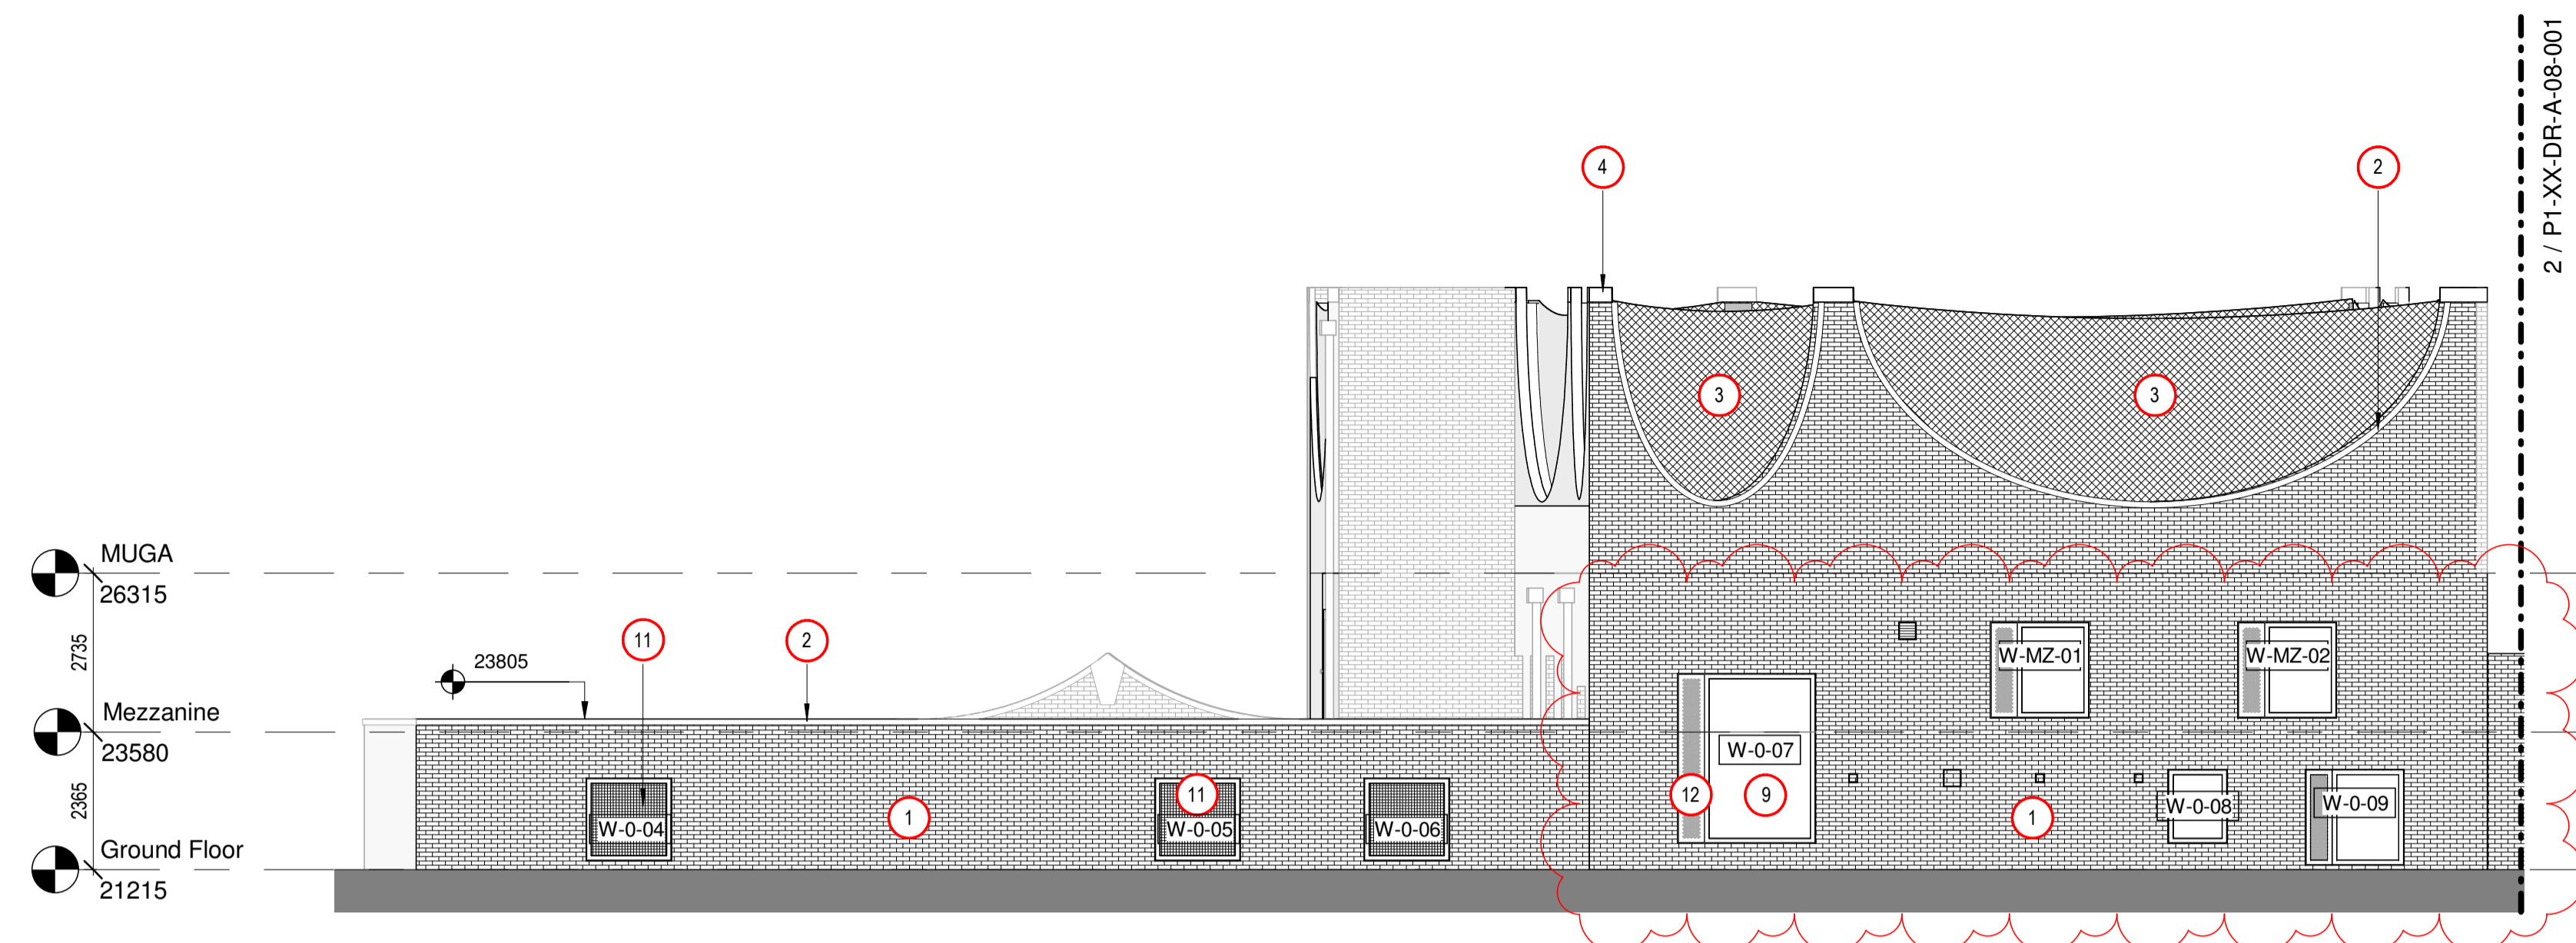 2 / P1-XX-DR-A-08-001
4
2
3
3
MUGA
26315
2735
11
2
23805
W-MZ-01
W-MZ-02
Mezzanine
23580
W-0-07
2365
11
12
9
1
1
W-0-04
W-0-05
W-0-06
W-0-08
W-0-09
Ground Floor
21215